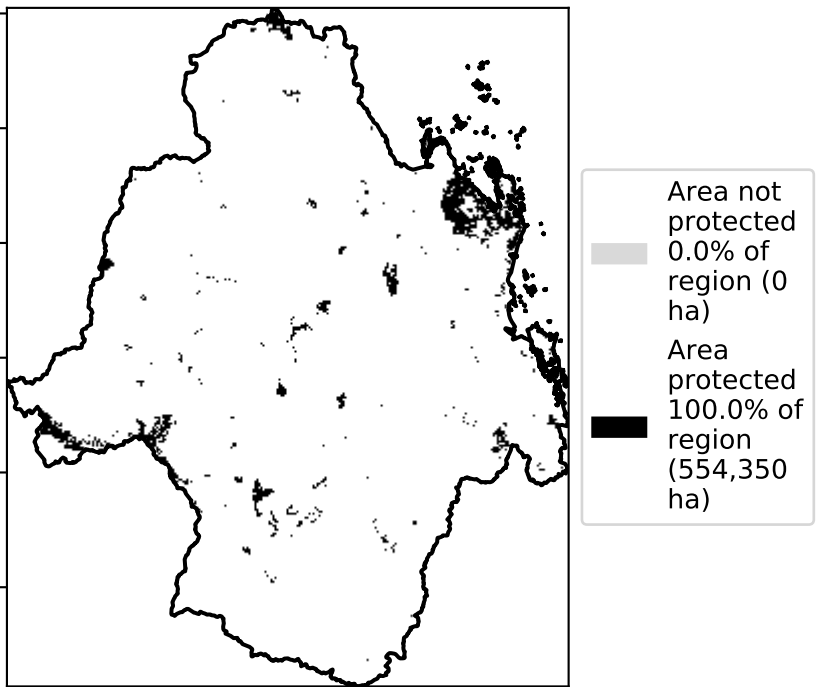 Area not
protected
0.0% of
region (0
ha)
Area
protected
100.0% of
region
(554,350
ha)